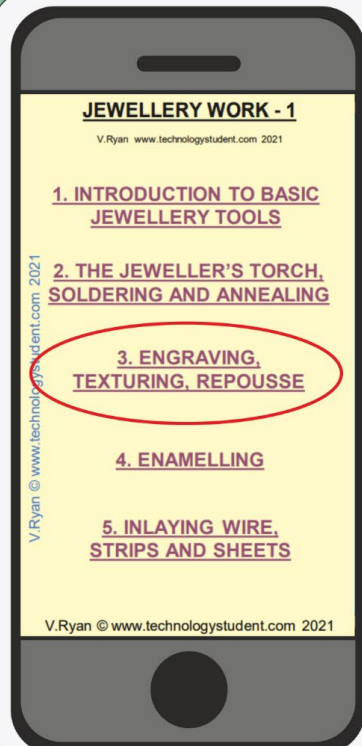 JEWELLERY WORK - 1
V.Ryan www.technologystudent.com 2021
1. INTRODUCTION TO BASIC
JEWELLERY TOOLS
2. THE JEWELLER'S TORCH,
SOLDERING AND ANNEALING
3. ENGRAVING,
TEXTURING, REPOUSSE
4. ENAMELLING
5. INLAYING WIRE,
STRIPS AND SHEETS
V.Ryan © www.technologystudent.com 2021
V.Ryan © www.technologystudent.com 2021